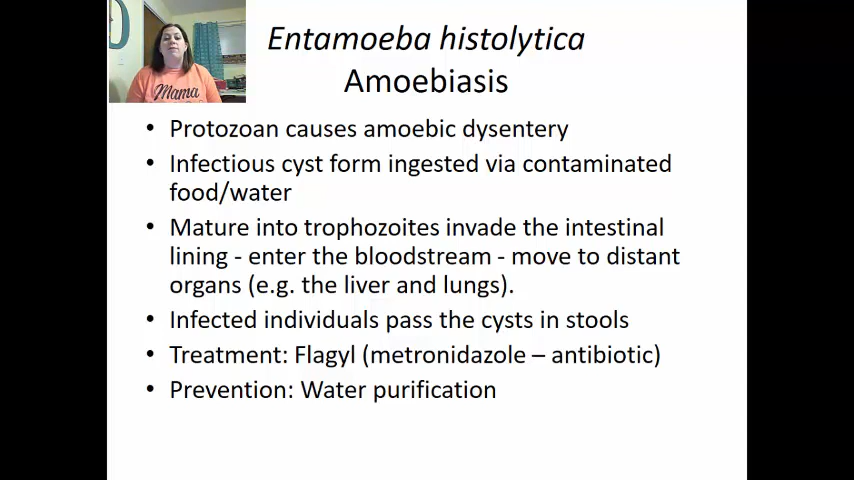 Entamoeba histolytica
Amoebiasis
Mama
• Protozoan causes amoebic dysentery
• Infectious cyst form ingested via contaminated
food/water
• Mature into trophozoites invade the intestinal
lining - enter the bloodstream - move to distant
organs (e.g. the liver and lungs).
• Infected individuals pass the cysts in stools
• Treatment: Flagyl (metronidazole – antibiotic)
• Prevention: Water purification